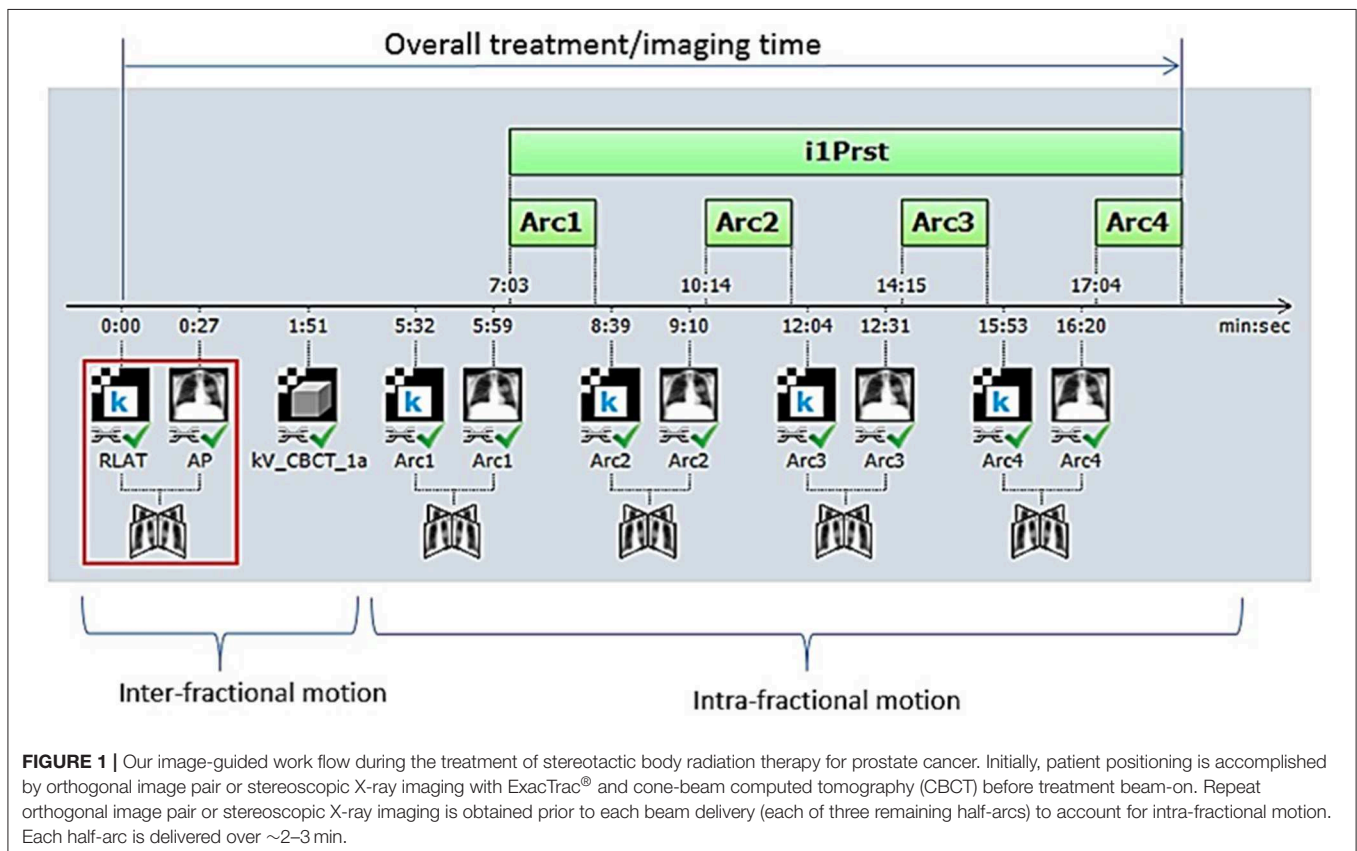 Overall treatment/imaging time
i1Prst
Arc1 Arc2 Arc3 Arc4
7:03 10:14 14:15 17:04
0:00 0:27 1:51 5:32 5:59 8:39 9:10 12:04 12:31 15:53 16:20 min:sec
k k k k k
RLAT AP kV_CBCT_1a Arc1 Arc1 Arc2 Arc2 Arc3 Arc3 Arc4 Arc4
Inter-fractional motion Intra-fractional motion
FIGURE 1 | Our image-guided work flow during the treatment of stereotactic body radiation therapy for prostate cancer. Initially, patient positioning is accomplished
by orthogonal image pair or stereoscopic X-ray imaging with ExacTrac® and cone-beam computed tomography (CBCT) before treatment beam-on. Repeat
orthogonal image pair or stereoscopic X-ray imaging is obtained prior to each beam delivery (each of three remaining half-arcs) to account for intra-fractional motion.
Each half-arc is delivered over ∼2–3 min.